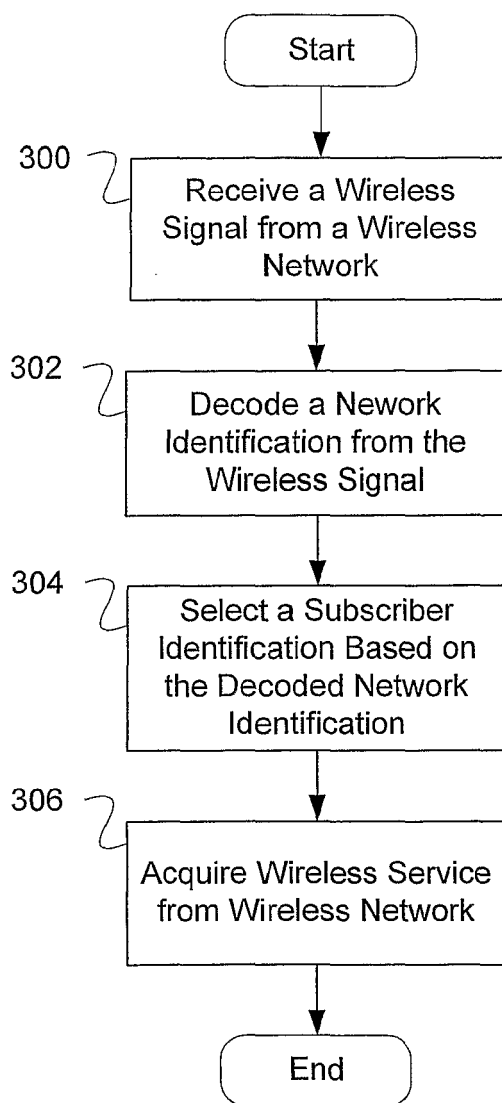 Start
300
Receive a Wireless
Signal from a Wireless
Network
302
Decode a Nework
Identification from the
Wireless Signal
304
Select a Subscriber
Identification Based on
the Decoded Network
Identification
306
Acquire Wireless Service
from Wireless Network
End